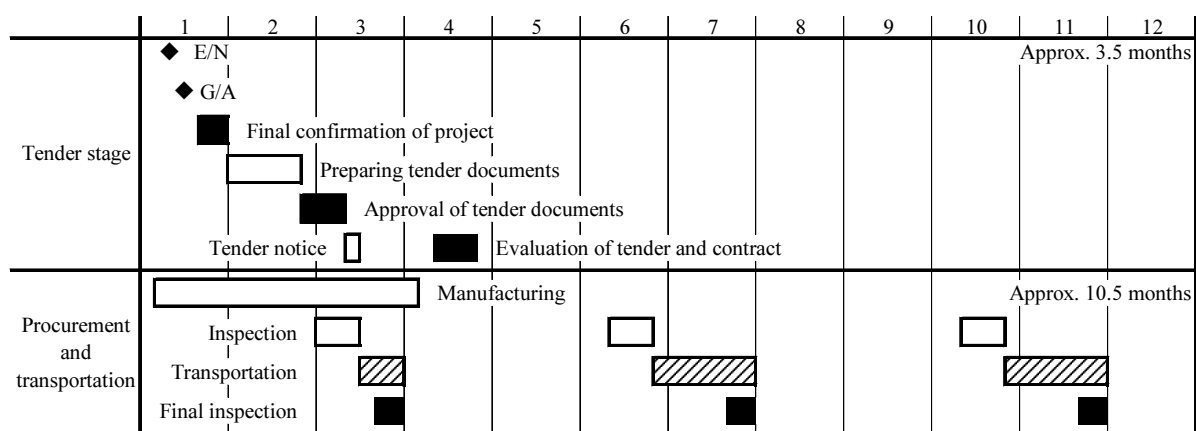 1 2 3 4 5 6 7 8 9 10 11 12
E/N
Approx. 3.5 months
G/A
Final confirmation of project
Tender stage
Preparing tender documents
Approval of tender documents
Tender notice
Evaluation of tender and contract
Manufacturing
Approx. 10.5 months
Procurement
and
transportation
Inspection
Transportation
Final inspection